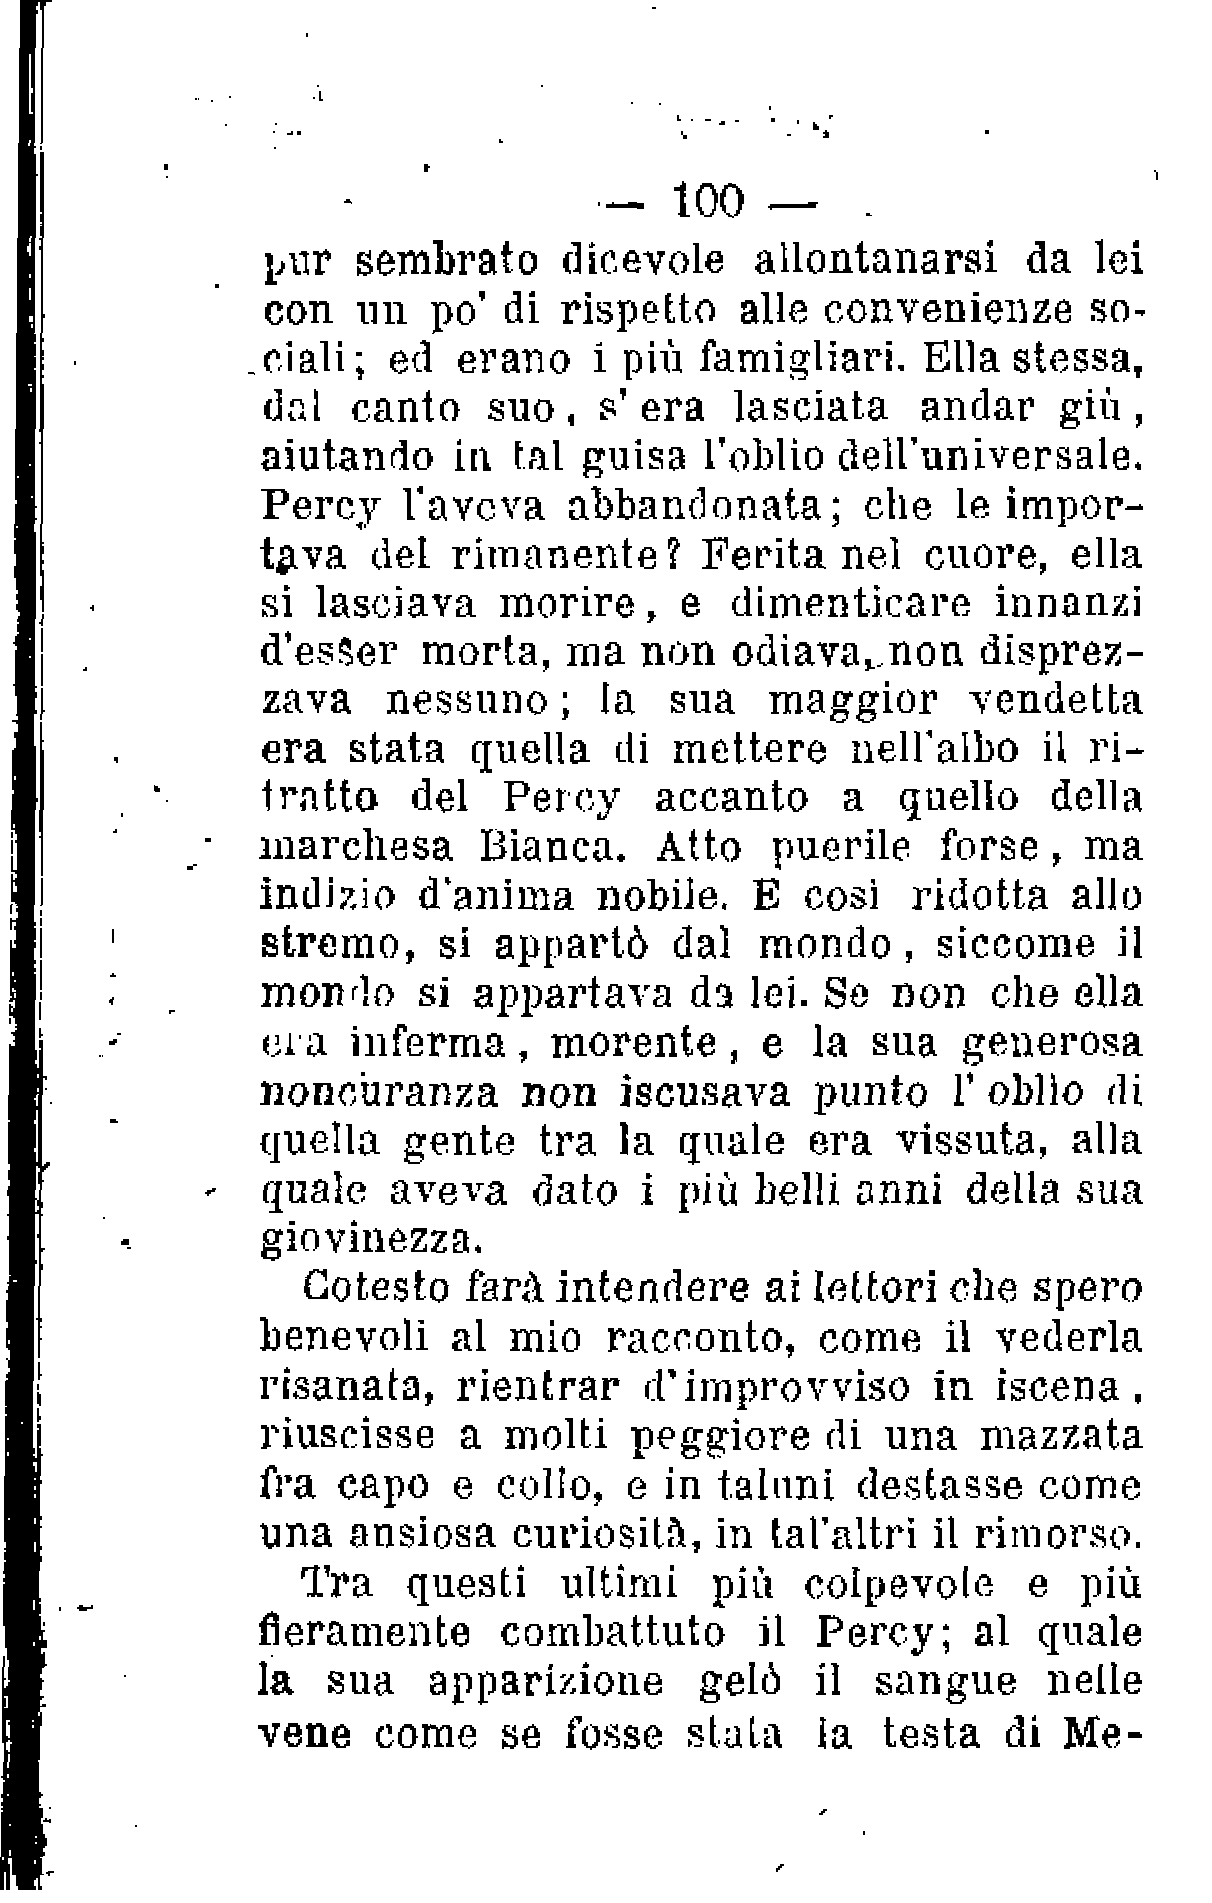 — 100 —
pur sembrato dicevole allontanarsi da lei
con un po' di rispetto alle convenienze so-
ciali; ed erano i più famigliari. Ella stessa,
dal canto suo, s'era lasciata andar giù,
aiutando in tal guisa l'oblio dell'universale.
Percy l'aveva abbandonata; che le impor-
tava del rimanente? Ferita nel cuore, ella
si lasciava morire, e dimenticare innanzi
d'esser morta, ma non odiava, non disprez-
zava nessuno; la sua maggior vendetta
era stata quella di mettere nell'albo il ri-
tratto del Percy accanto a quello della
marchesa Bianca. Atto puerile forse, ma
indizio d'anima nobile. E così ridotta allo
stremo, si appartò dal mondo, siccome il
mondo si appartava da lei. Se non che ella
era inferma, morente, e la sua generosa
noncuranza non iscusava punto l'oblio di
quella gente tra la quale era vissuta, alla
quale aveva dato i più belli anni della sua
giovinezza.
Cotesto farà intendere ai lettori che spero
benevoli al mio racconto, come il vederla
risanata, rientrar d'improvviso in iscena,
riuscisse a molti peggiore di una mazzata
fra capo e collo, e in taluni destasse come
una ansiosa curiosità, in tal'altri il rimorso.
Tra questi ultimi più colpevole e più
fieramente combattuto il Percy; al quale
la sua apparizione gelò il sangue nelle
vene come se fosse stata la testa di Me-